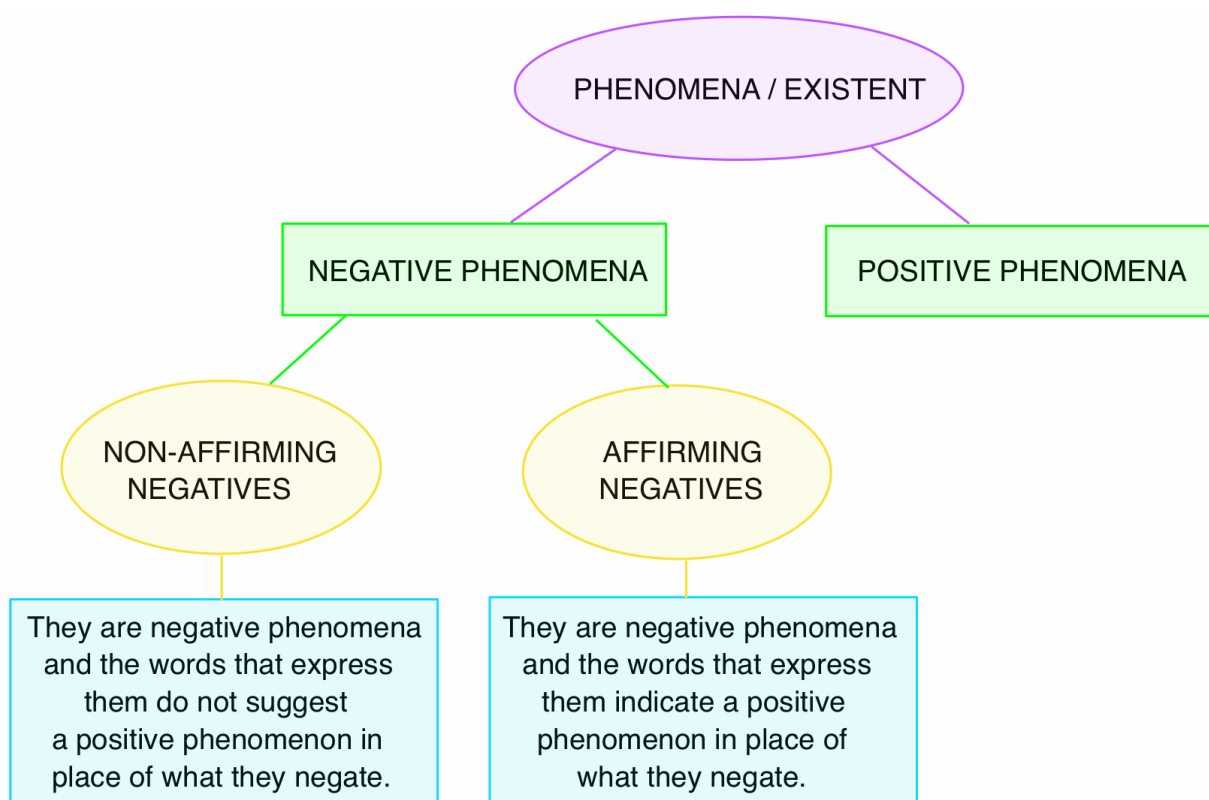 PHENOMENA / EXISTENT
NEGATIVE PHENOMENA
POSITIVE PHENOMENA
NON-AFFIRMING
NEGATIVES
AFFIRMING
NEGATIVES
They are negative phenomena
and the words that express
them do not suggest
a positive phenomenon in
place of what they negate.
They are negative phenomena
and the words that express
them indicate a positive
phenomenon in place of
what they negate.